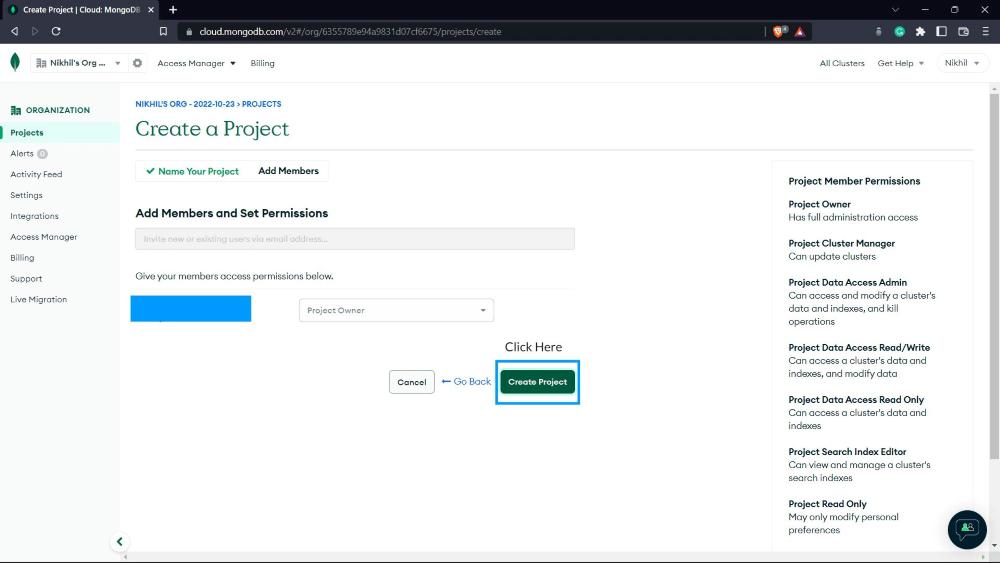 Create a Project | Cloud: MongoDB
cloud.mongodb.com/v2#/org/6355789e94a9831d07cf6675/projects/create
Nikhil's Org ...
Access Manager
Billing
All Clusters
Get Help
Nikhil
ORGANIZATION
Projects
Alerts 0
Activity Feed
Settings
Integrations
Access Manager
Billing
Support
Live Migration
NIKHIL'S ORG - 2022-10-23 > PROJECTS
Create a Project
Name Your Project
Add Members
Add Members and Set Permissions
Invite new or existing users via email address...
Give your members access permissions below.
Project Owner
Click Here
Cancel
Go Back
Create Project
Project Member Permissions
Project Owner
Has full administration access
Project Cluster Manager
Can update clusters
Project Data Access Admin
Can access and modify a cluster's
data and indexes, and kill
operations
Project Data Access Read/Write
Can access a cluster's data and
indexes, and modify data
Project Data Access Read Only
Can access a cluster's data and
indexes
Project Search Index Editor
Can view and manage a cluster's
search indexes
Project Read Only
May only modify personal
preferences